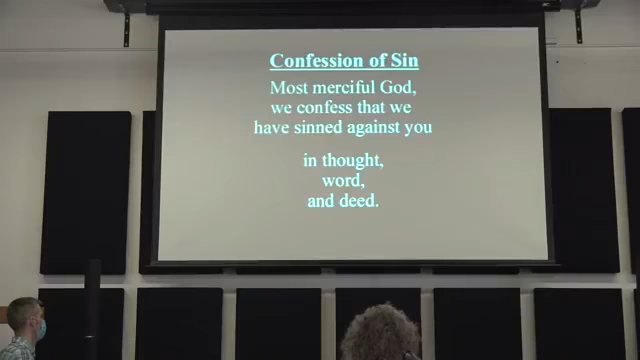 Confession of Sin
Most merciful God,
we confess that we
have sinned against you
in thought,
word,
and deed.